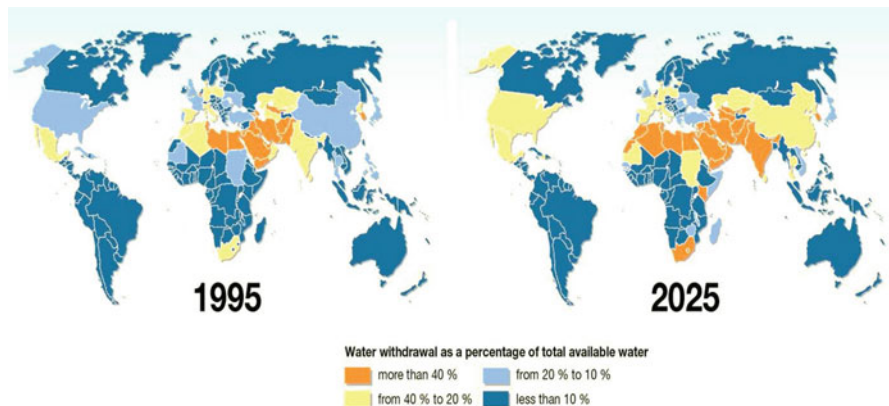 1995
2025
Water withdrawal as a percentage of total available water
more than 40 %
from 20 % to 10 %
from 40 % to 20 %
less than 10 %